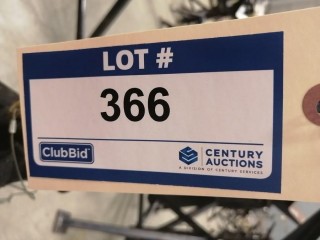 LOT #
366
ClubBid
CENTURY
AUCTIONS
A DIVISION OF CENTURY SERVICES